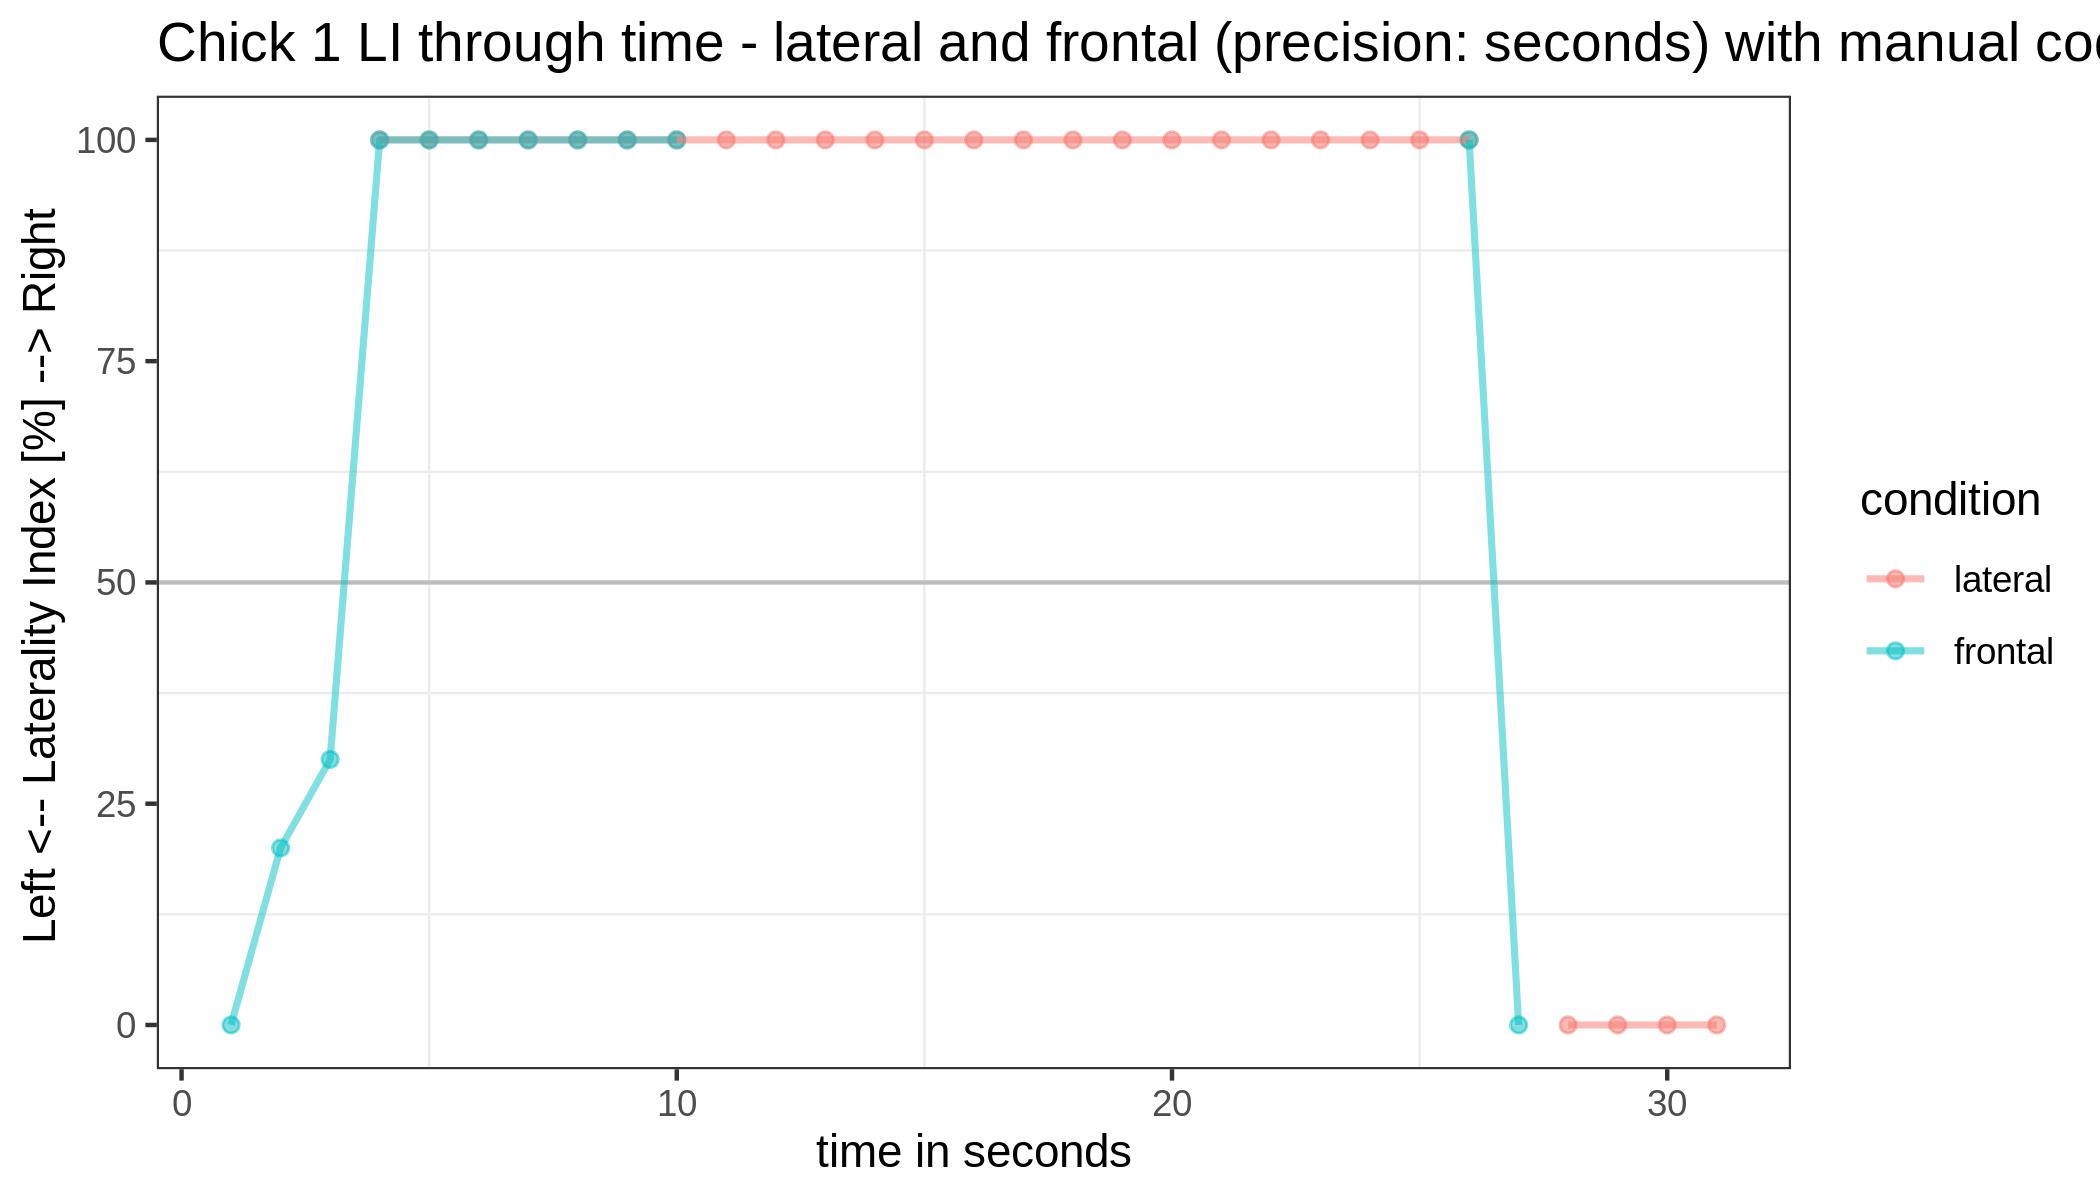 Chick 1 LI through time - lateral and frontal (precision: seconds) with manual
Left <-- Laterality Index [%] --> Right
100
75
50
25
0
0 10 20 30
time in seconds
condition
lateral
frontal